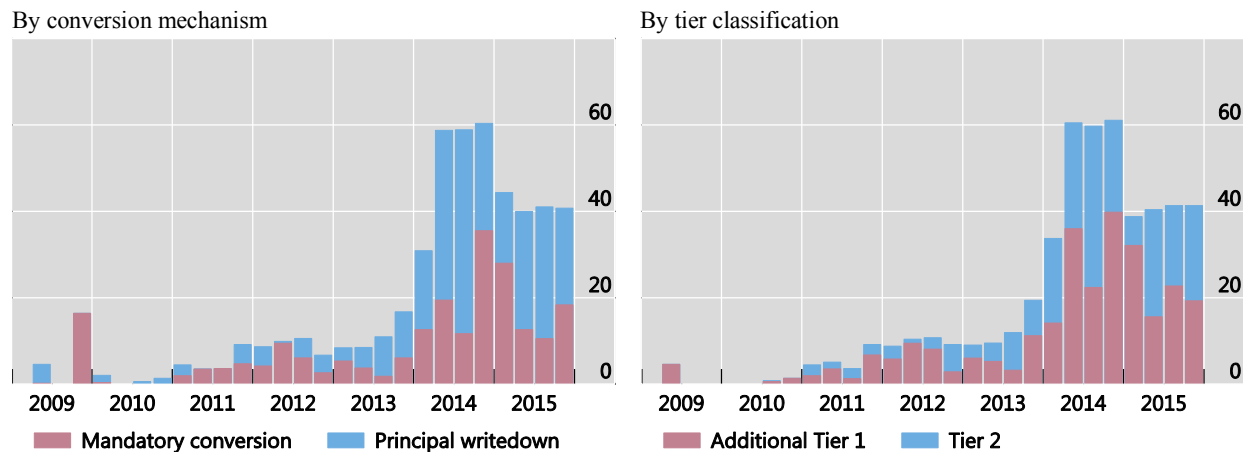 By conversion mechanism
60
40
20
0
2009 2010 2011 2012 2013 2014 2015
Mandatory conversion Principal writedown
By tier classification
60
40
20
0
2009 2010 2011 2012 2013 2014 2015
Additional Tier 1 Tier 2